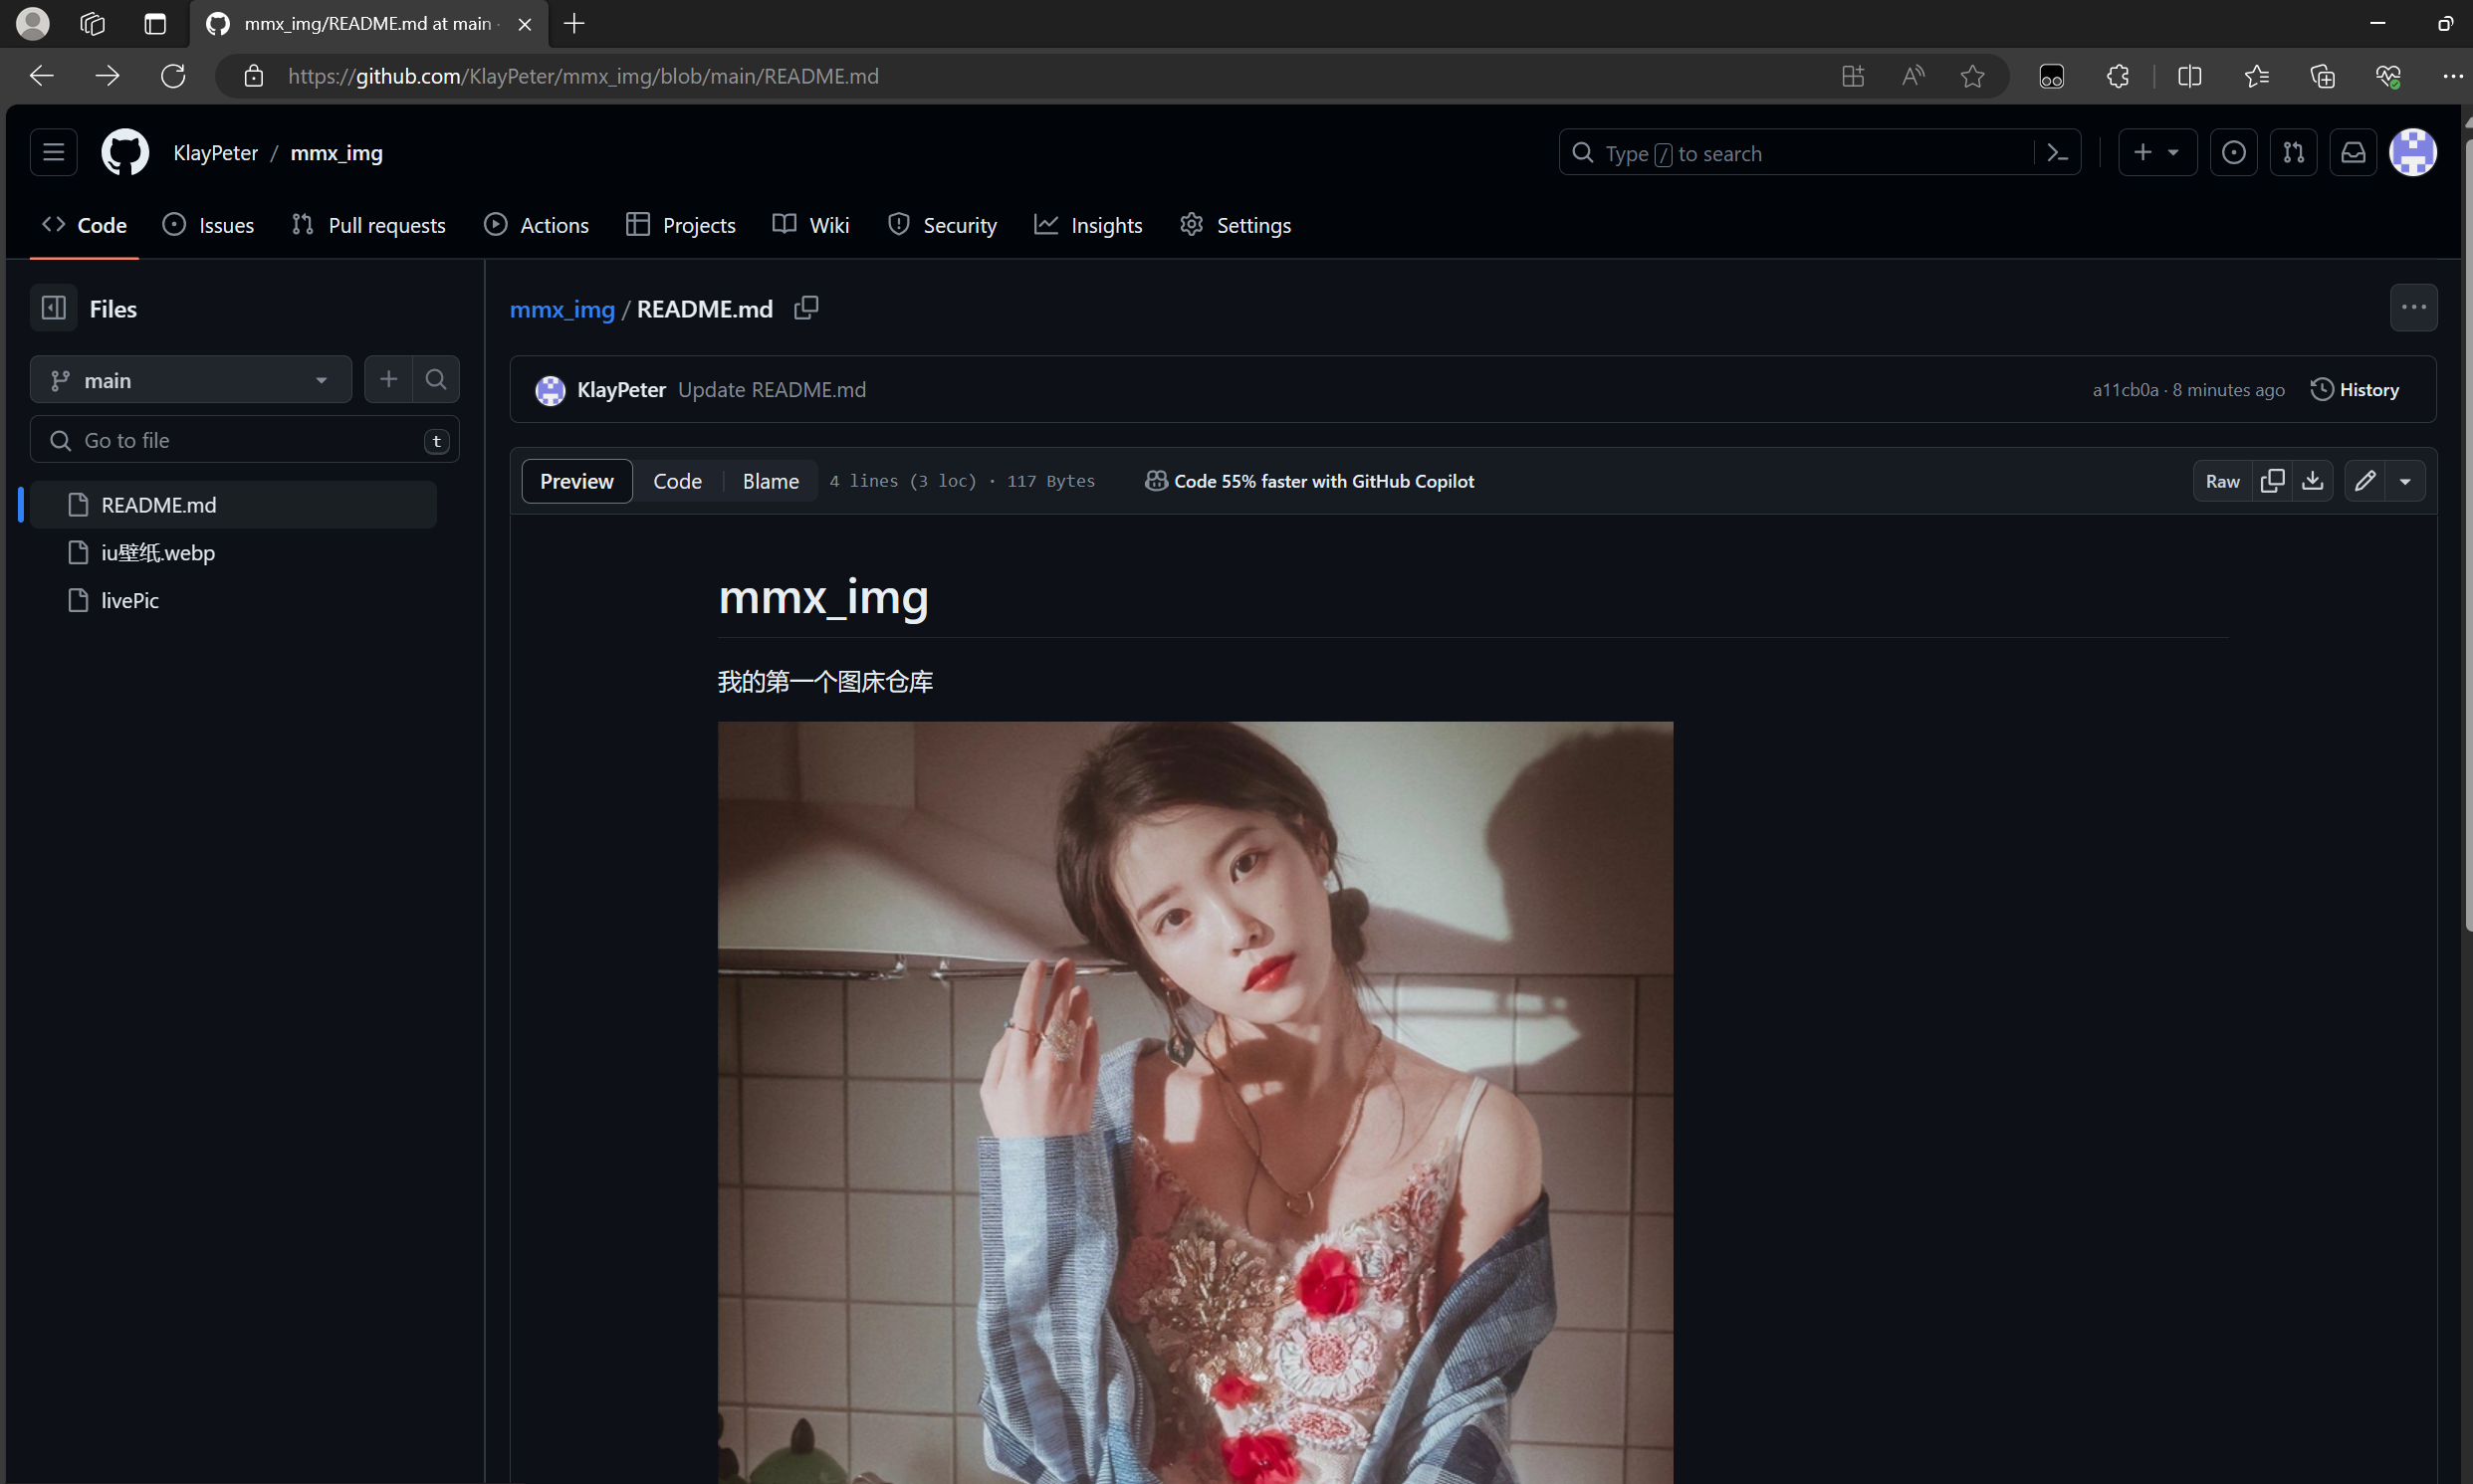 mmx_img/README.md at main ·
https://github.com/KlayPeter/mmx_img/blob/main/README.md
KlayPeter / mmx_img
Type / to search
Code Issues Pull requests Actions Projects Wiki Security Insights Settings
Files
main
Go to file t
README.md
iu壁纸.webp
livePic
mmx_img / README.md
KlayPeter Update README.md a11cb0a · 8 minutes ago History
Preview Code Blame 4 lines (3 loc) · 117 Bytes Code 55% faster with GitHub Copilot Raw
mmx_img
我的第一个图床仓库